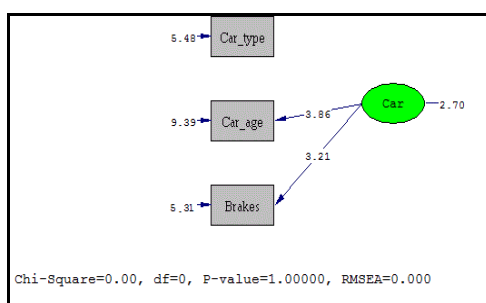 5.48 Car_type
Car 2.70
9.39 Car_age 3.86
3.21
5.31 Brakes
Chi-Square=0.00, df=0, P-value=1.00000, RMSEA=0.000